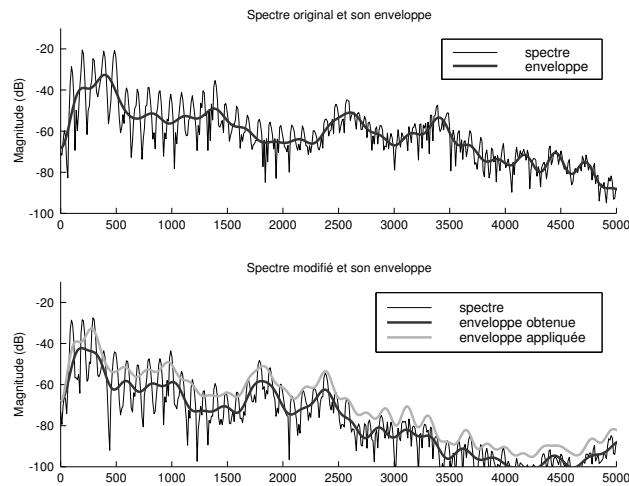 Spectre original et son enveloppe
spectre
enveloppe
Magnitude (dB)
-20
-40
-60
-80
-100
0 500 1000 1500 2000 2500 3000 3500 4000 4500 5000
Spectre modifié et son enveloppe
spectre
enveloppe obtenue
enveloppe appliquée
Magnitude (dB)
-20
-40
-60
-80
-100
0 500 1000 1500 2000 2500 3000 3500 4000 4500 5000